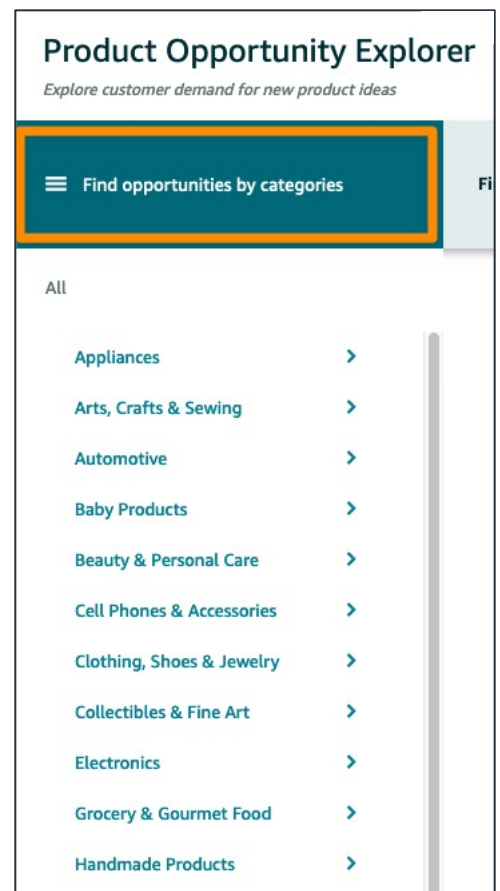 Product Opportunity Explorer
Explore customer demand for new product ideas
Find opportunities by categories
Fi
All
Appliances
Arts, Crafts & Sewing
Automotive
Baby Products
Beauty & Personal Care
Cell Phones & Accessories
Clothing, Shoes & Jewelry
Collectibles & Fine Art
Electronics
Grocery & Gourmet Food
Handmade Products